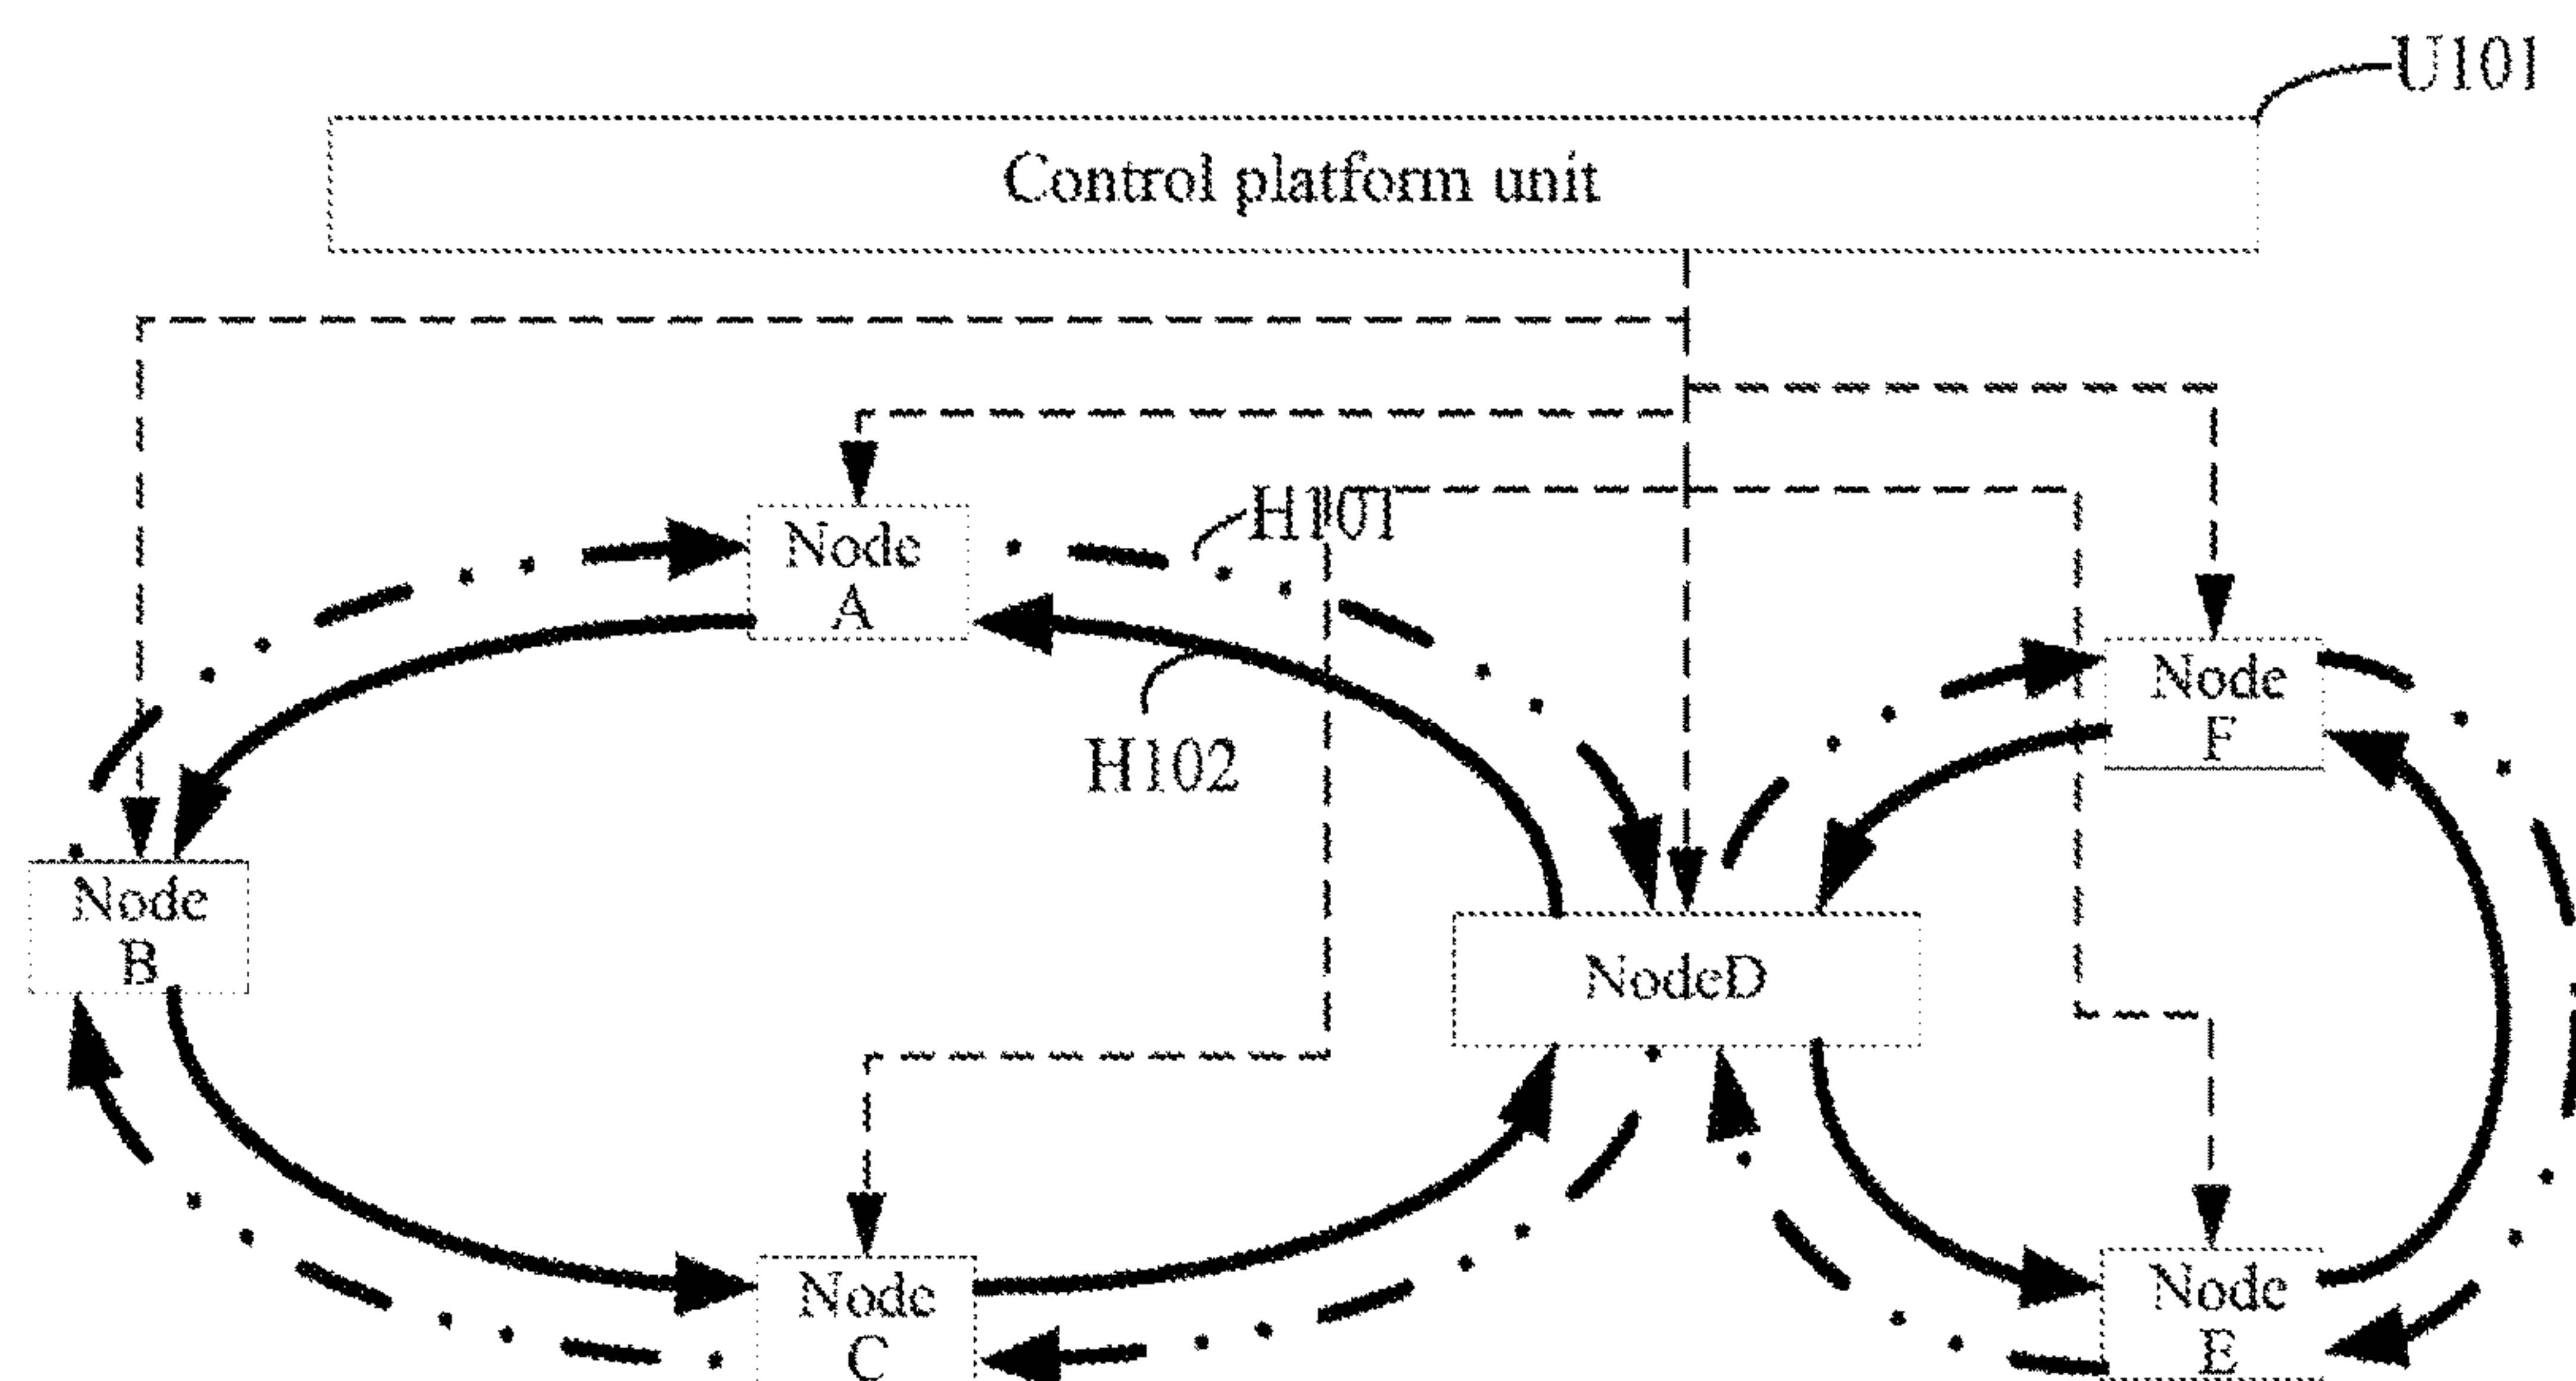 U101
Control platform unit
H101
Node
A
Node
F
H102
Node
B
NodeD
Node
C
Node
E